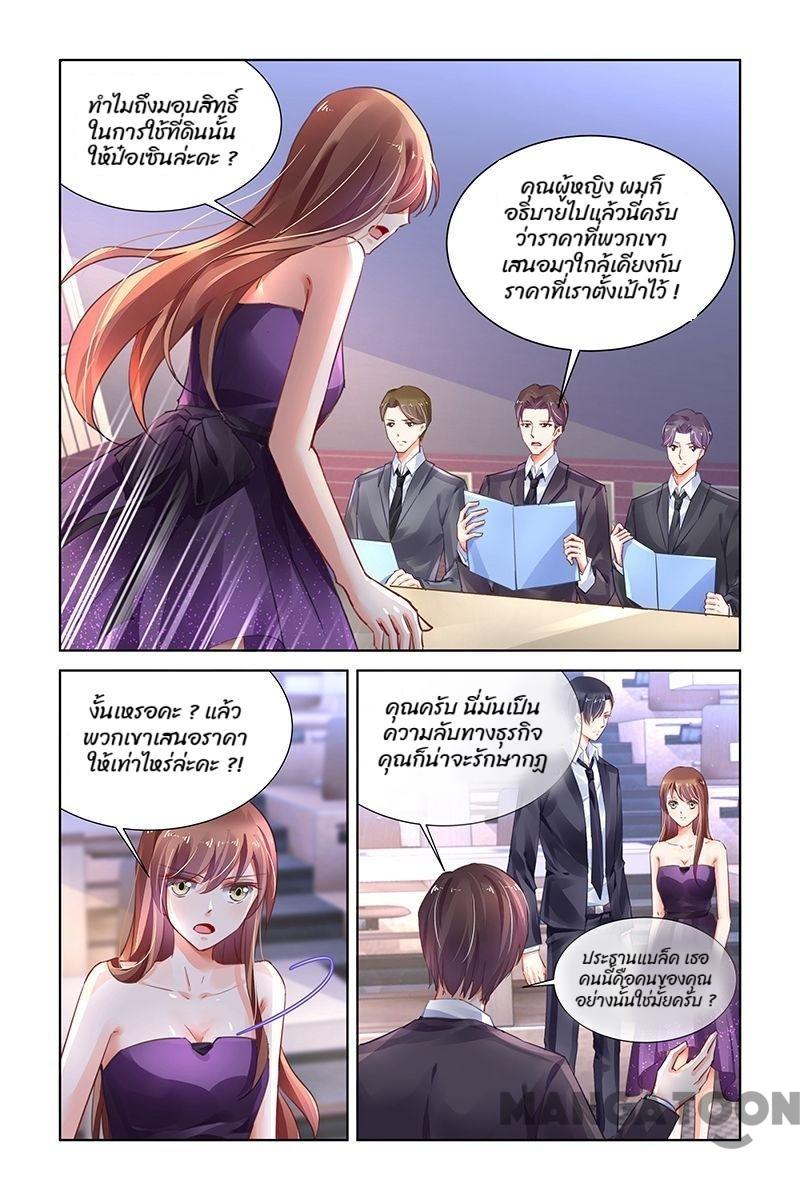 ทำไมถึงมอบสิทธิ์
ในการใช้ที่ดินนั้น
ให้ป๋อเซินล่ะคะ ?
คุณผู้หญิง ผมก็
อธิบายไปแล้วนี่ครับ
ว่าราคาที่พวกเขา
เสนอมาใกล้เคียงกับ
ราคาที่เราตั้งเป้าไว้ !
งั้นเหรอคะ ? แล้ว
พวกเขาเสนอราคา
ให้เท่าไหร่ล่ะคะ ?!
คุณครับ นี่มันเป็น
ความลับทางธุรกิจ
คุณก็น่าจะรักษากฎ
ประธานแบล็ค เธอ
คนนี้คือคนของคุณ
อย่างนั้นใช่มั้ยครับ ?
MANGATOON